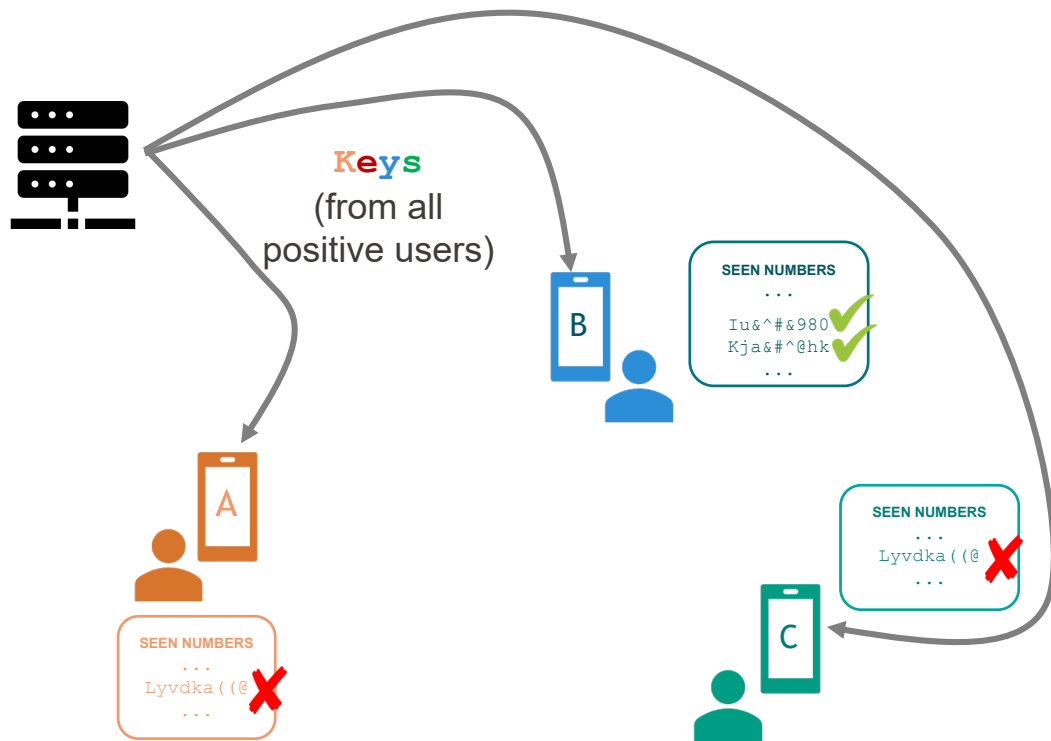 Keys
(from all
positive users)
B
SEEN NUMBERS
...
Iu&^#&980
Kja&#^@hk
...
A
SEEN NUMBERS
...
Lyvdka((@
...
C
SEEN NUMBERS
...
Lyvdka((@
...